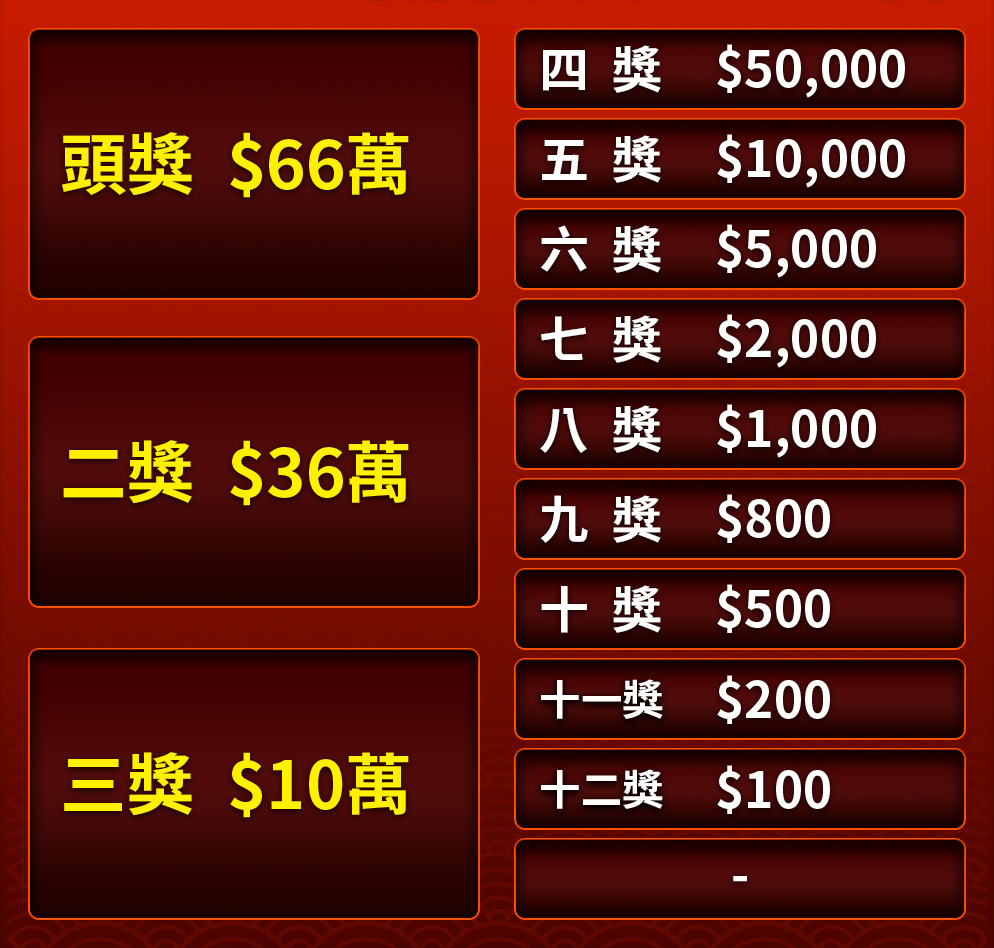 頭獎 $66萬
二獎 $36萬
三獎 $10萬
四 獎 $50,000
五 獎 $10,000
六 獎 $5,000
七 獎 $2,000
八 獎 $1,000
九 獎 $800
十 獎 $500
十一獎 $200
十二獎 $100
-